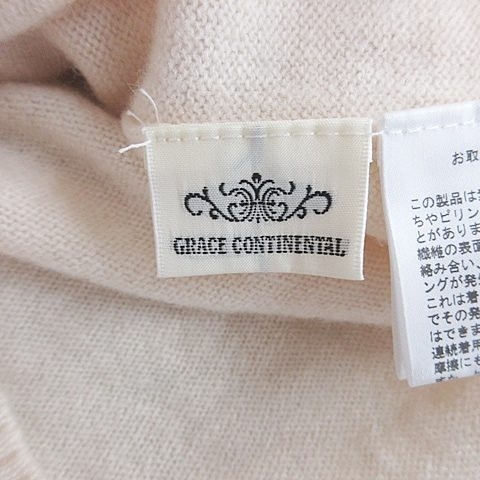 GRACE CONTINENTAL
お取
この製品は
ちやピリン
とがありま
繊維の表面
絡み合い、
ングが発
これは着
でその発
はできま
連続着用
摩擦にも